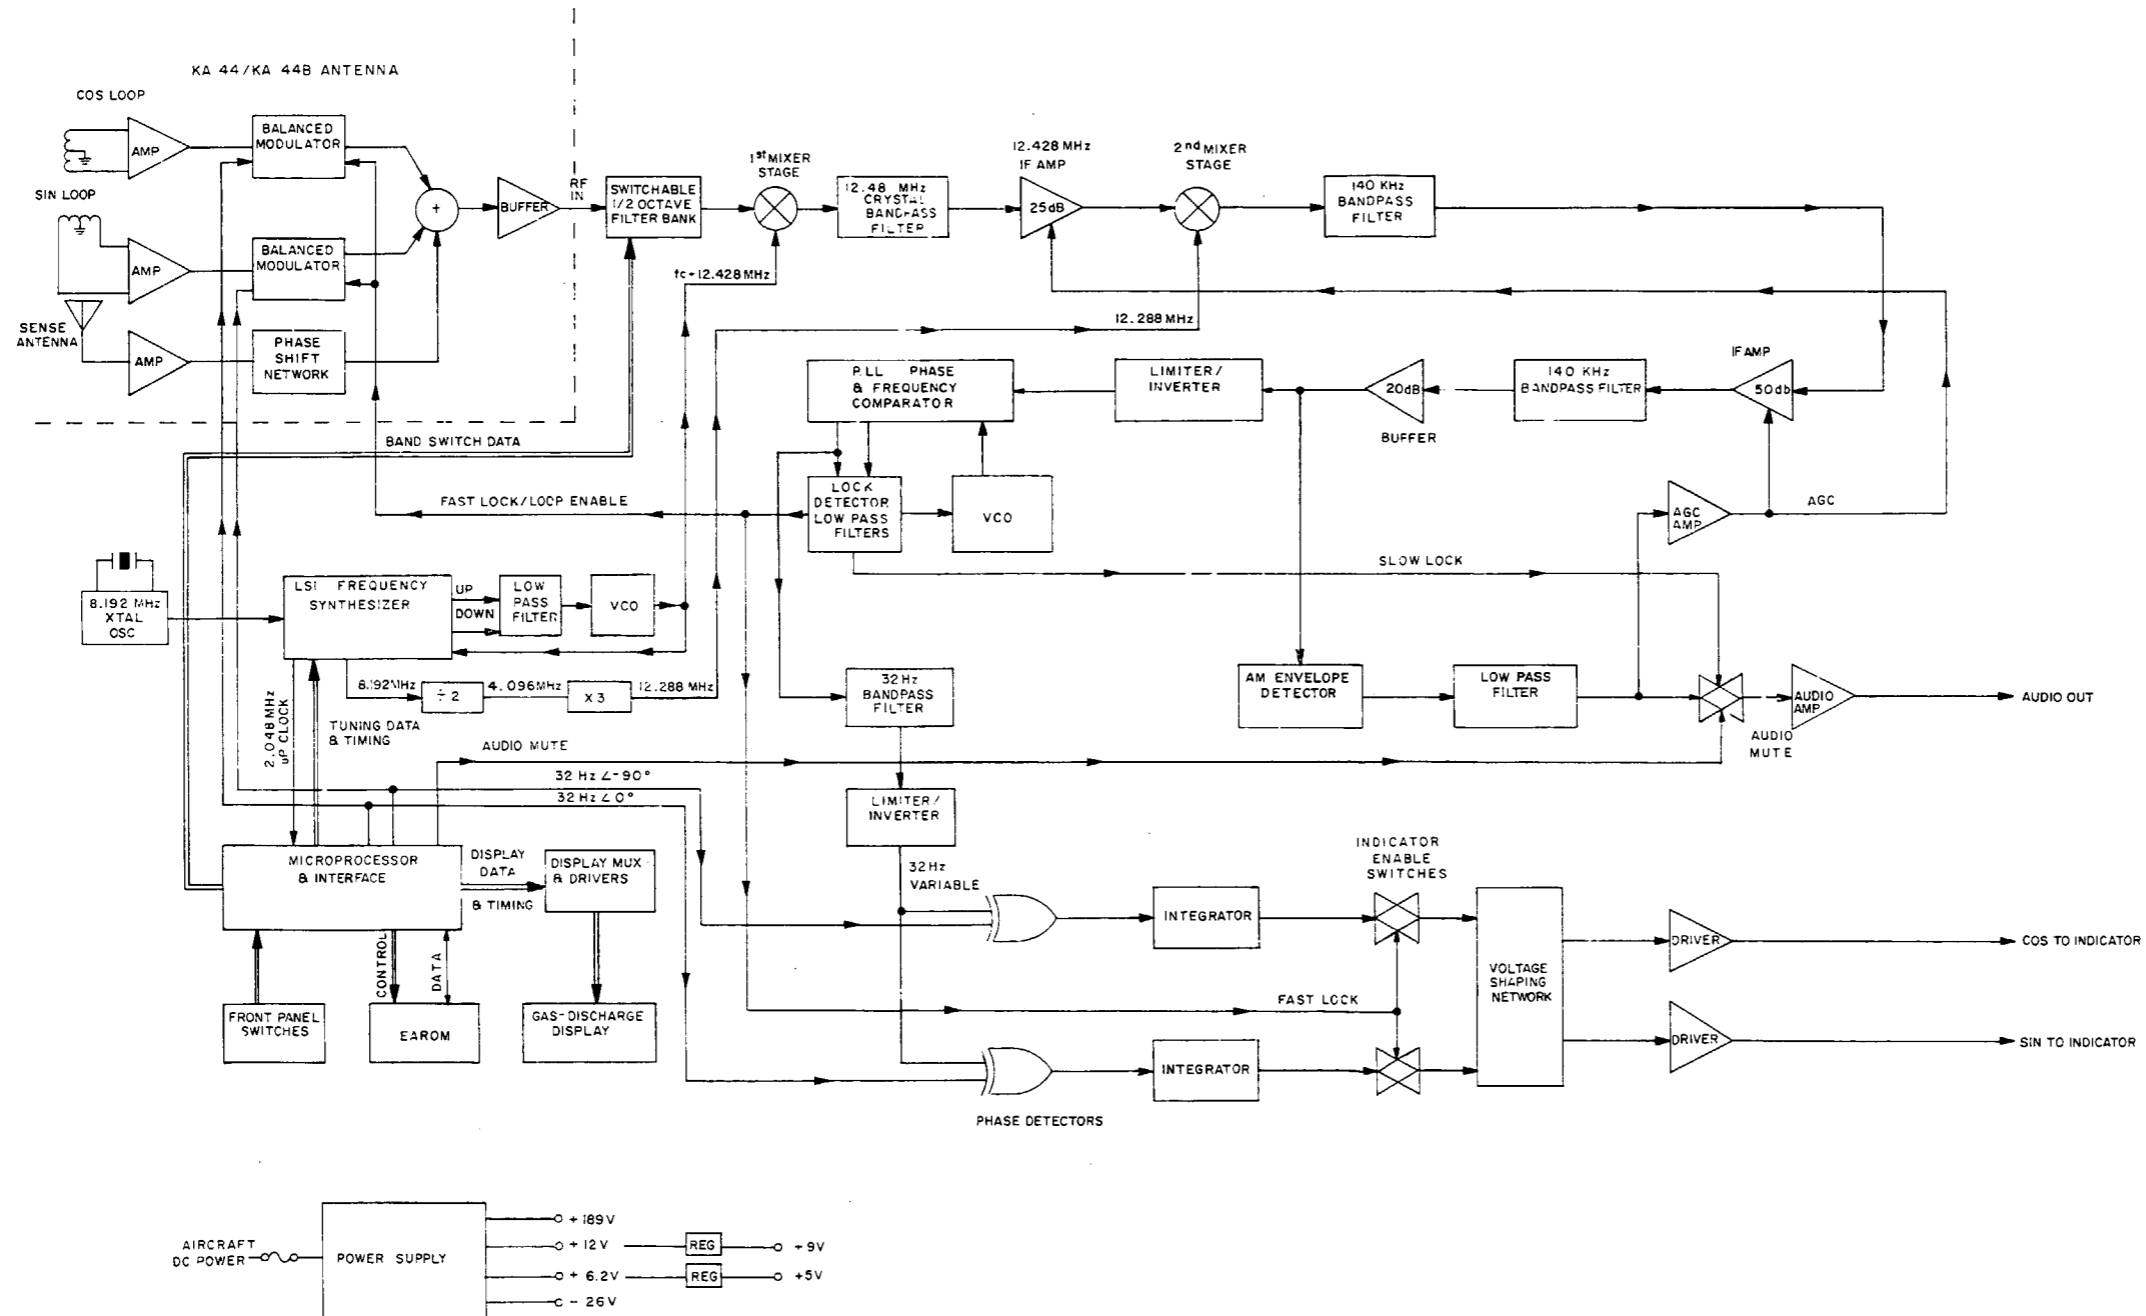 KA 44/KA 44B ANTENNA
COS LOOP
AMP
BALANCED
MODULATOR
SIN LOOP
AMP
BALANCED
MODULATOR
+
BUFFER
RF
IN
SENSE
ANTENNA
AMP
PHASE
SHIFT
NETWORK
SWITCHABLE
1/2 OCTAVE
FILTER BANK
1st MIXER
STAGE
12.48 MHz
CRYSTAL
BANDPASS
FILTER
12.428 MHz
IF AMP
25dB
2nd MIXER
STAGE
140 KHz
BANDPASS
FILTER
fc+12.428 MHz
12.288 MHz
P.LL PHASE
& FREQUENCY
COMPARATOR
LIMITER/
INVERTER
20dB
BUFFER
140 KHz
BANDPASS FILTER
IF AMP
50db
BAND SWITCH DATA
FAST LOCK/LOOP ENABLE
LOCK
DETECTOR
LOW PASS
FILTERS
VCO
AGC
AMP
AGC
SLOW LOCK
8.192 MHz
XTAL
OSC
LSI FREQUENCY
SYNTHESIZER
UP
DOWN
LOW
PASS
FILTER
VCO
8.192MHz
÷ 2
4.096MHz
X 3
12.288 MHz
2.048 MHz
uP CLOCK
TUNING DATA
& TIMING
32 Hz
BANDPASS
FILTER
AM ENVELOPE
DETECTOR
LOW PASS
FILTER
AUDIO
AMP
AUDIO OUT
AUDIO
MUTE
AUDIO MUTE
32 Hz ∠-90°
32 Hz ∠0°
LIMITER/
INVERTER
MICROPROCESSOR
& INTERFACE
DISPLAY
DATA
& TIMING
DISPLAY MUX
& DRIVERS
32 Hz
VARIABLE
INTEGRATOR
INDICATOR
ENABLE
SWITCHES
VOLTAGE
SHAPING
NETWORK
DRIVER
COS TO INDICATOR
CONTROL
DATA
FRONT PANEL
SWITCHES
EAROM
GAS-DISCHARGE
DISPLAY
FAST LOCK
INTEGRATOR
DRIVER
SIN TO INDICATOR
PHASE DETECTORS
AIRCRAFT
DC POWER
POWER SUPPLY
+ 189V
+ 12V
REG
+ 9V
+ 6.2V
REG
+5V
- 26V